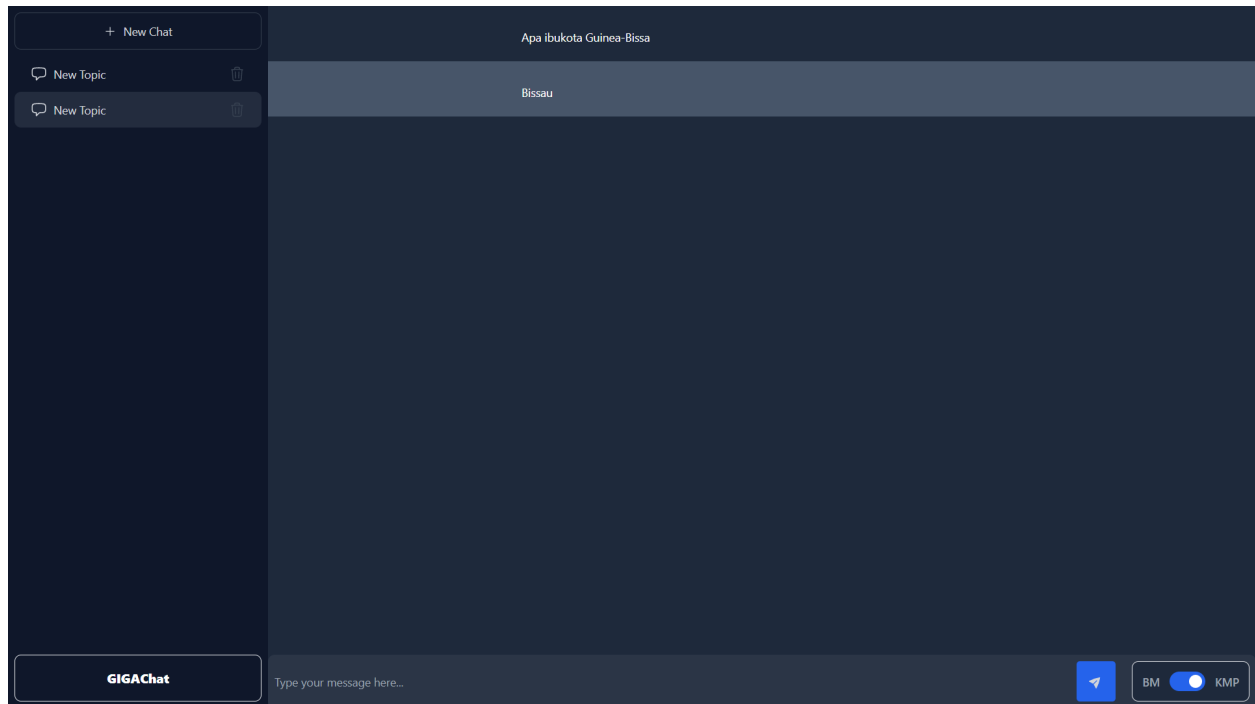 + New Chat
New Topic
New Topic
GIGAChat
Apa ibukota Guinea-Bissa
Bissau
Type your message here...
BM KMP